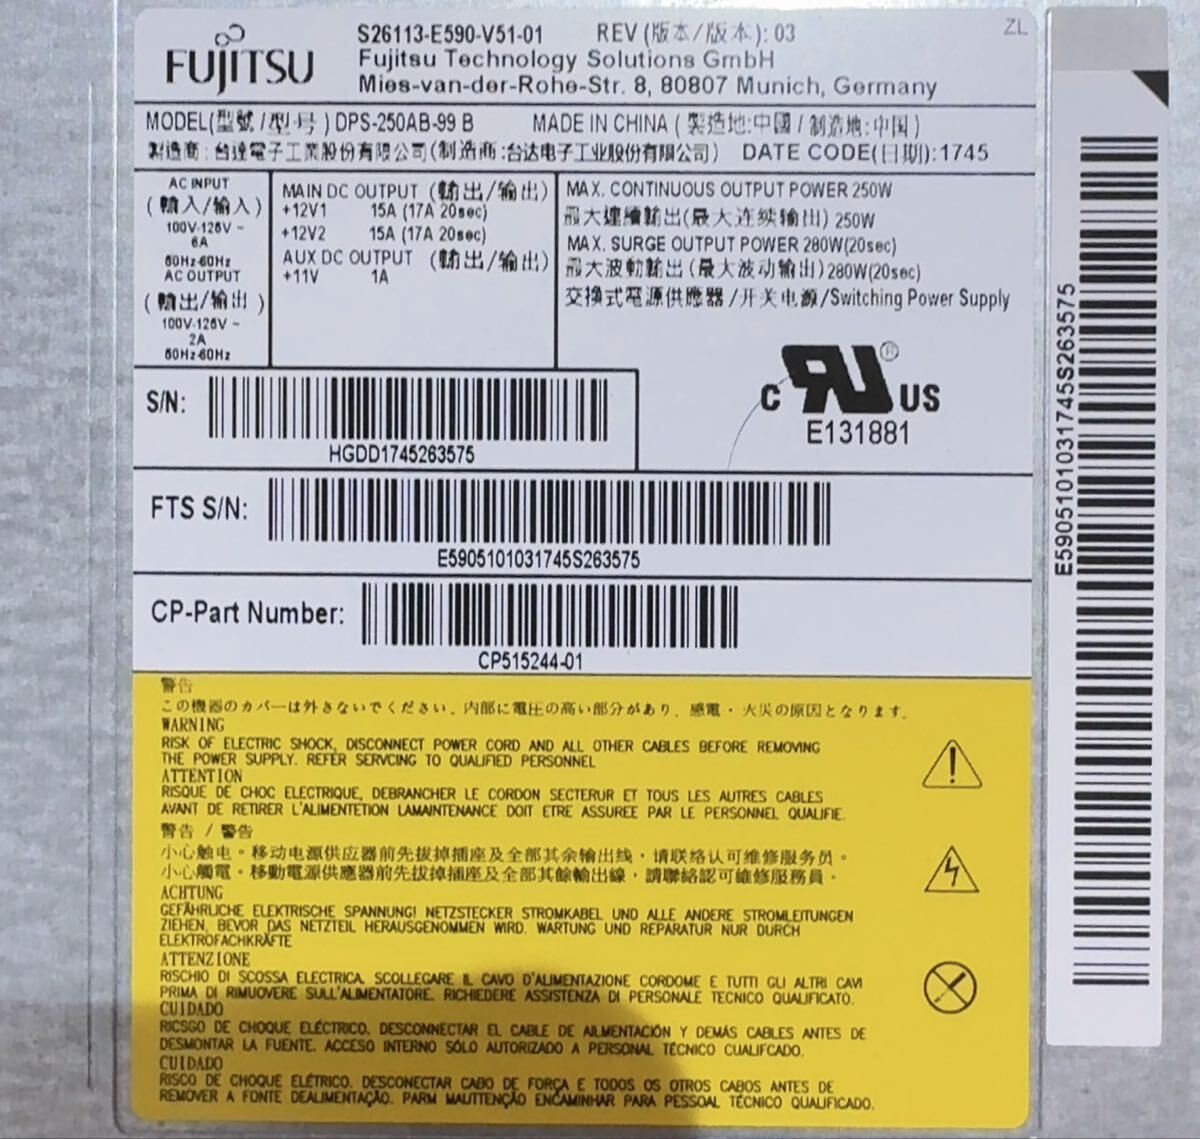 FUJITSU
S26113-E590-V51-01 REV (版本/版本): 03
ZL
Fujitsu Technology Solutions GmbH
Mies-van-der-Rohe-Str. 8, 80807 Munich, Germany
MODEL(型號/型号) DPS-250AB-99 B MADE IN CHINA (製造地:中國/制造地:中国)
製造商:台達電子工業股份有限公司(制造商:台达电子工业股份有限公司) DATE CODE(日期):1745
AC INPUT
(輸入/输入)
100V-125V ~
6A
50Hz-60Hz
AC OUTPUT
(輸出/输出)
100V-125V ~
2A
50Hz-60Hz
MAIN DC OUTPUT (輸出/输出)
+12V1 15A (17A 20sec)
+12V2 15A (17A 20sec)
AUX DC OUTPUT (輸出/输出)
+11V 1A
MAX. CONTINUOUS OUTPUT POWER 250W
最大連續輸出(最大连续输出) 250W
MAX. SURGE OUTPUT POWER 280W(20sec)
最大波動輸出(最大波动输出)280W(20sec)
交換式電源供應器/开关电源/Switching Power Supply
S/N:
HGDD1745263575
C RU ® US
E131881
FTS S/N:
E5905101031745S263575
CP-Part Number:
CP515244-01
E5905101031745S263575
警告
この機器のカバーは外さないでください。内部に電圧の高い部分があり、感電・火災の原因となります。
WARNING
RISK OF ELECTRIC SHOCK, DISCONNECT POWER CORD AND ALL OTHER CABLES BEFORE REMOVING
THE POWER SUPPLY. REFER SERVCING TO QUALIFIED PERSONNEL
ATTENTION
RISQUE DE CHOC ELECTRIQUE, DEBRANCHER LE CORDON SECTERUR ET TOUS LES AUTRES CABLES
AVANT DE RETIRER L'ALIMENTETION LAMAINTENANCE DOIT ETRE ASSUREE PAR LE PERSONNEL QUALIFIE.
警告 / 警告
小心触电。移动电源供应器前先拔掉插座及全部其余输出线，请联络认可维修服务员。
小心觸電。移動電源供應器前先拔掉插座及全部其餘輸出線，請聯絡認可維修服務員。
ACHTUNG
GEFÄHRLICHE ELEKTRISCHE SPANNUNG! NETZSTECKER STROMKABEL UND ALLE ANDERE STROMLEITUNGEN
ZIEHEN, BEVOR DAS NETZTEIL HERAUSGENOMMEN WIRD. WARTUNG UND REPARATUR NUR DURCH
ELEKTROFACHKRÄFTE
ATTENZIONE
RISCHIO DI SCOSSA ELECTRICA. SCOLLEGARE IL CAVO D'ALIMENTAZIONE CORDOME E TUTTI GLI ALTRI CAVI
PRIMA DI RIMUOVERE SULL'ALIMENTATORE. RICHIEDERE ASSISTENZA DI PERSONALE TECNICO QUALIFICATO.
CUIDADO
RICSGO DE CHOQUE ELÉCTRICO. DESCONNECTAR EL CABLE DE AILMENTACIÓN Y DEMÁS CABLES ANTES DE
DESMONTAR LA FUENTE. ACCESO INTERNO SÓLO AUTORIZADO A PERSONAL TÉCNICO CUALIFCADO.
CUIDADO
RISCO DE CHOQUE ELÉTRICO. DESCONECTAR CABO DE FORÇA E TODOS OS OTROS CABOS ANTES DE
REMOVER A FONTE DEALIMENTAÇÃO. PARM MAUTTENÇÃO ENCAMINHAR PARA PESSOAL TÉCNICO QUALIFICADO.